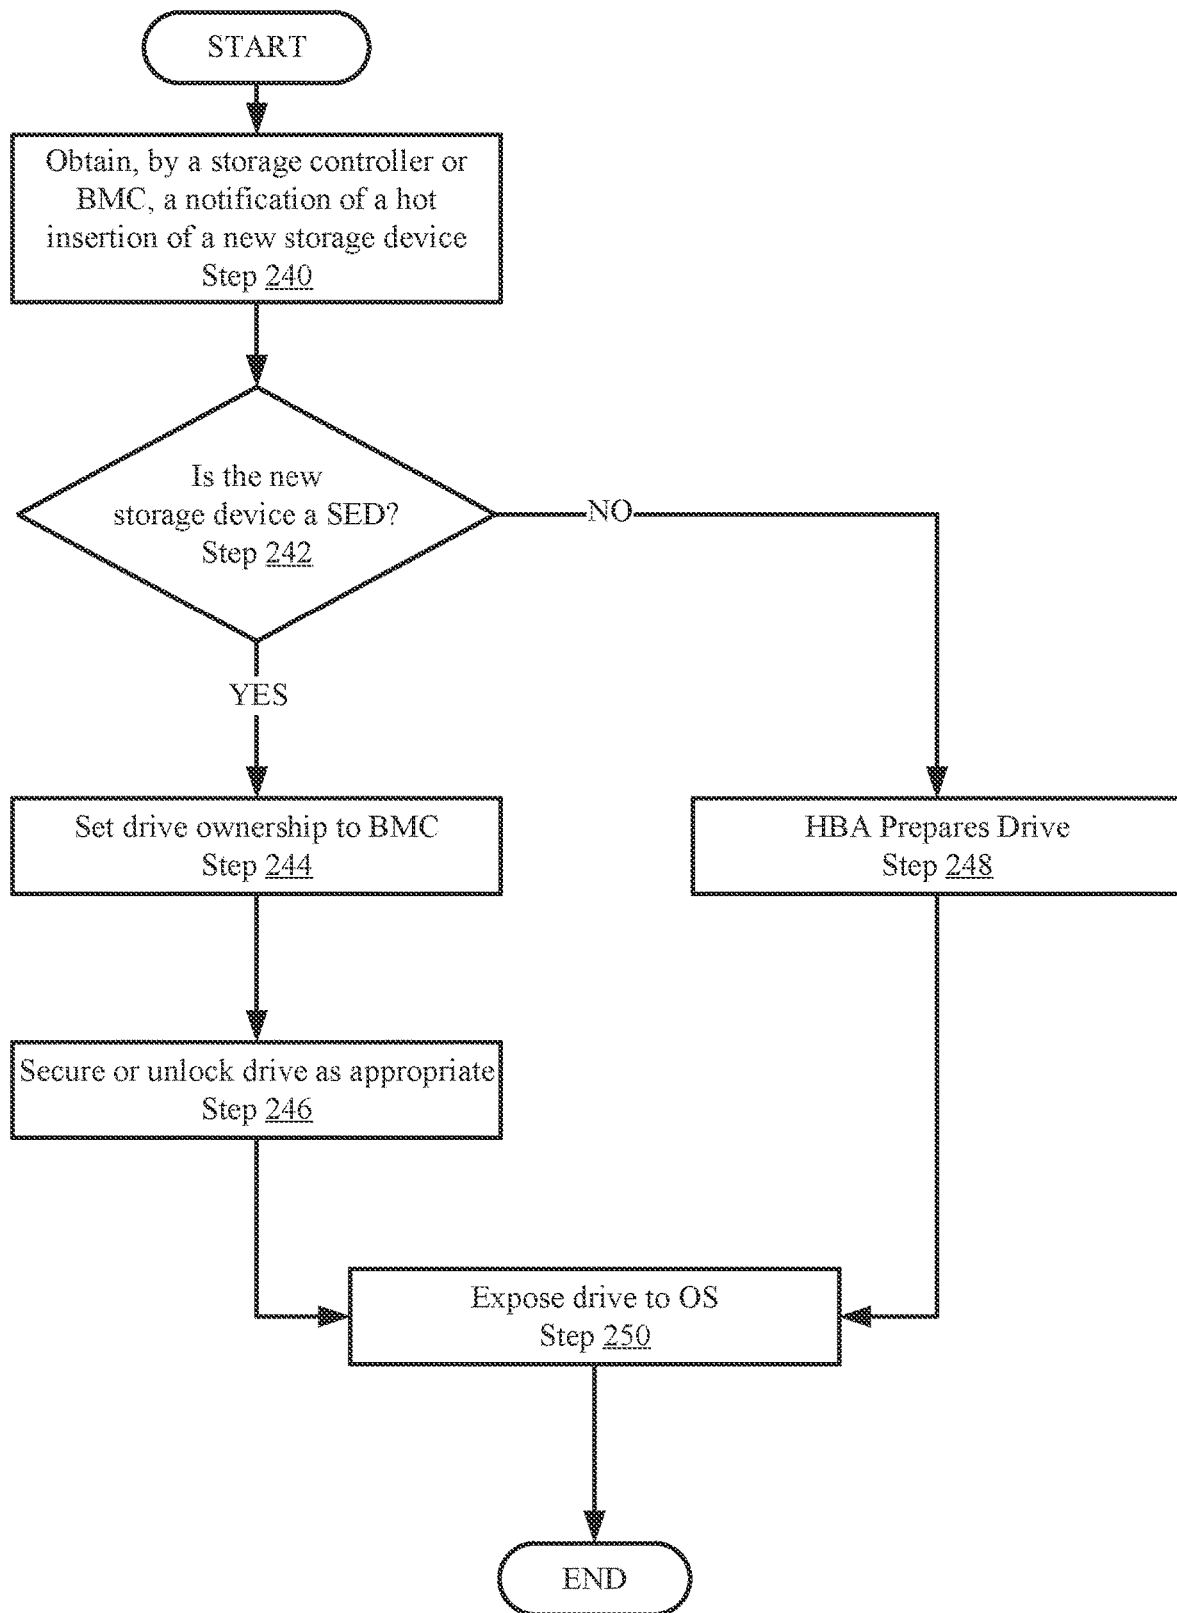 START
Obtain, by a storage controller or
BMC, a notification of a hot
insertion of a new storage device
Step 240
Is the new
storage device a SED?
Step 242
NO
YES
Set drive ownership to BMC
Step 244
HBA Prepares Drive
Step 248
Secure or unlock drive as appropriate
Step 246
Expose drive to OS
Step 250
END